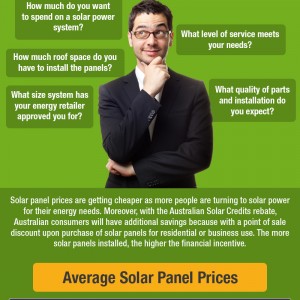 How much do you want
to spend on a solar power
system?
What level of service meets
your needs?
How much roof space do you
have to install the panels?
What size system has
your energy retailer
approved you for?
What quality of parts
and installation do
you expect?
Solar panel prices are getting cheaper as more people are turning to solar power
for their energy needs. Moreover, with the Australian Solar Credits rebate,
Australian consumers will have additional savings because with a point of sale
discount upon purchase of solar panels for residential or business use. The more
solar panels installed, the higher the financial incentive.
Average Solar Panel Prices